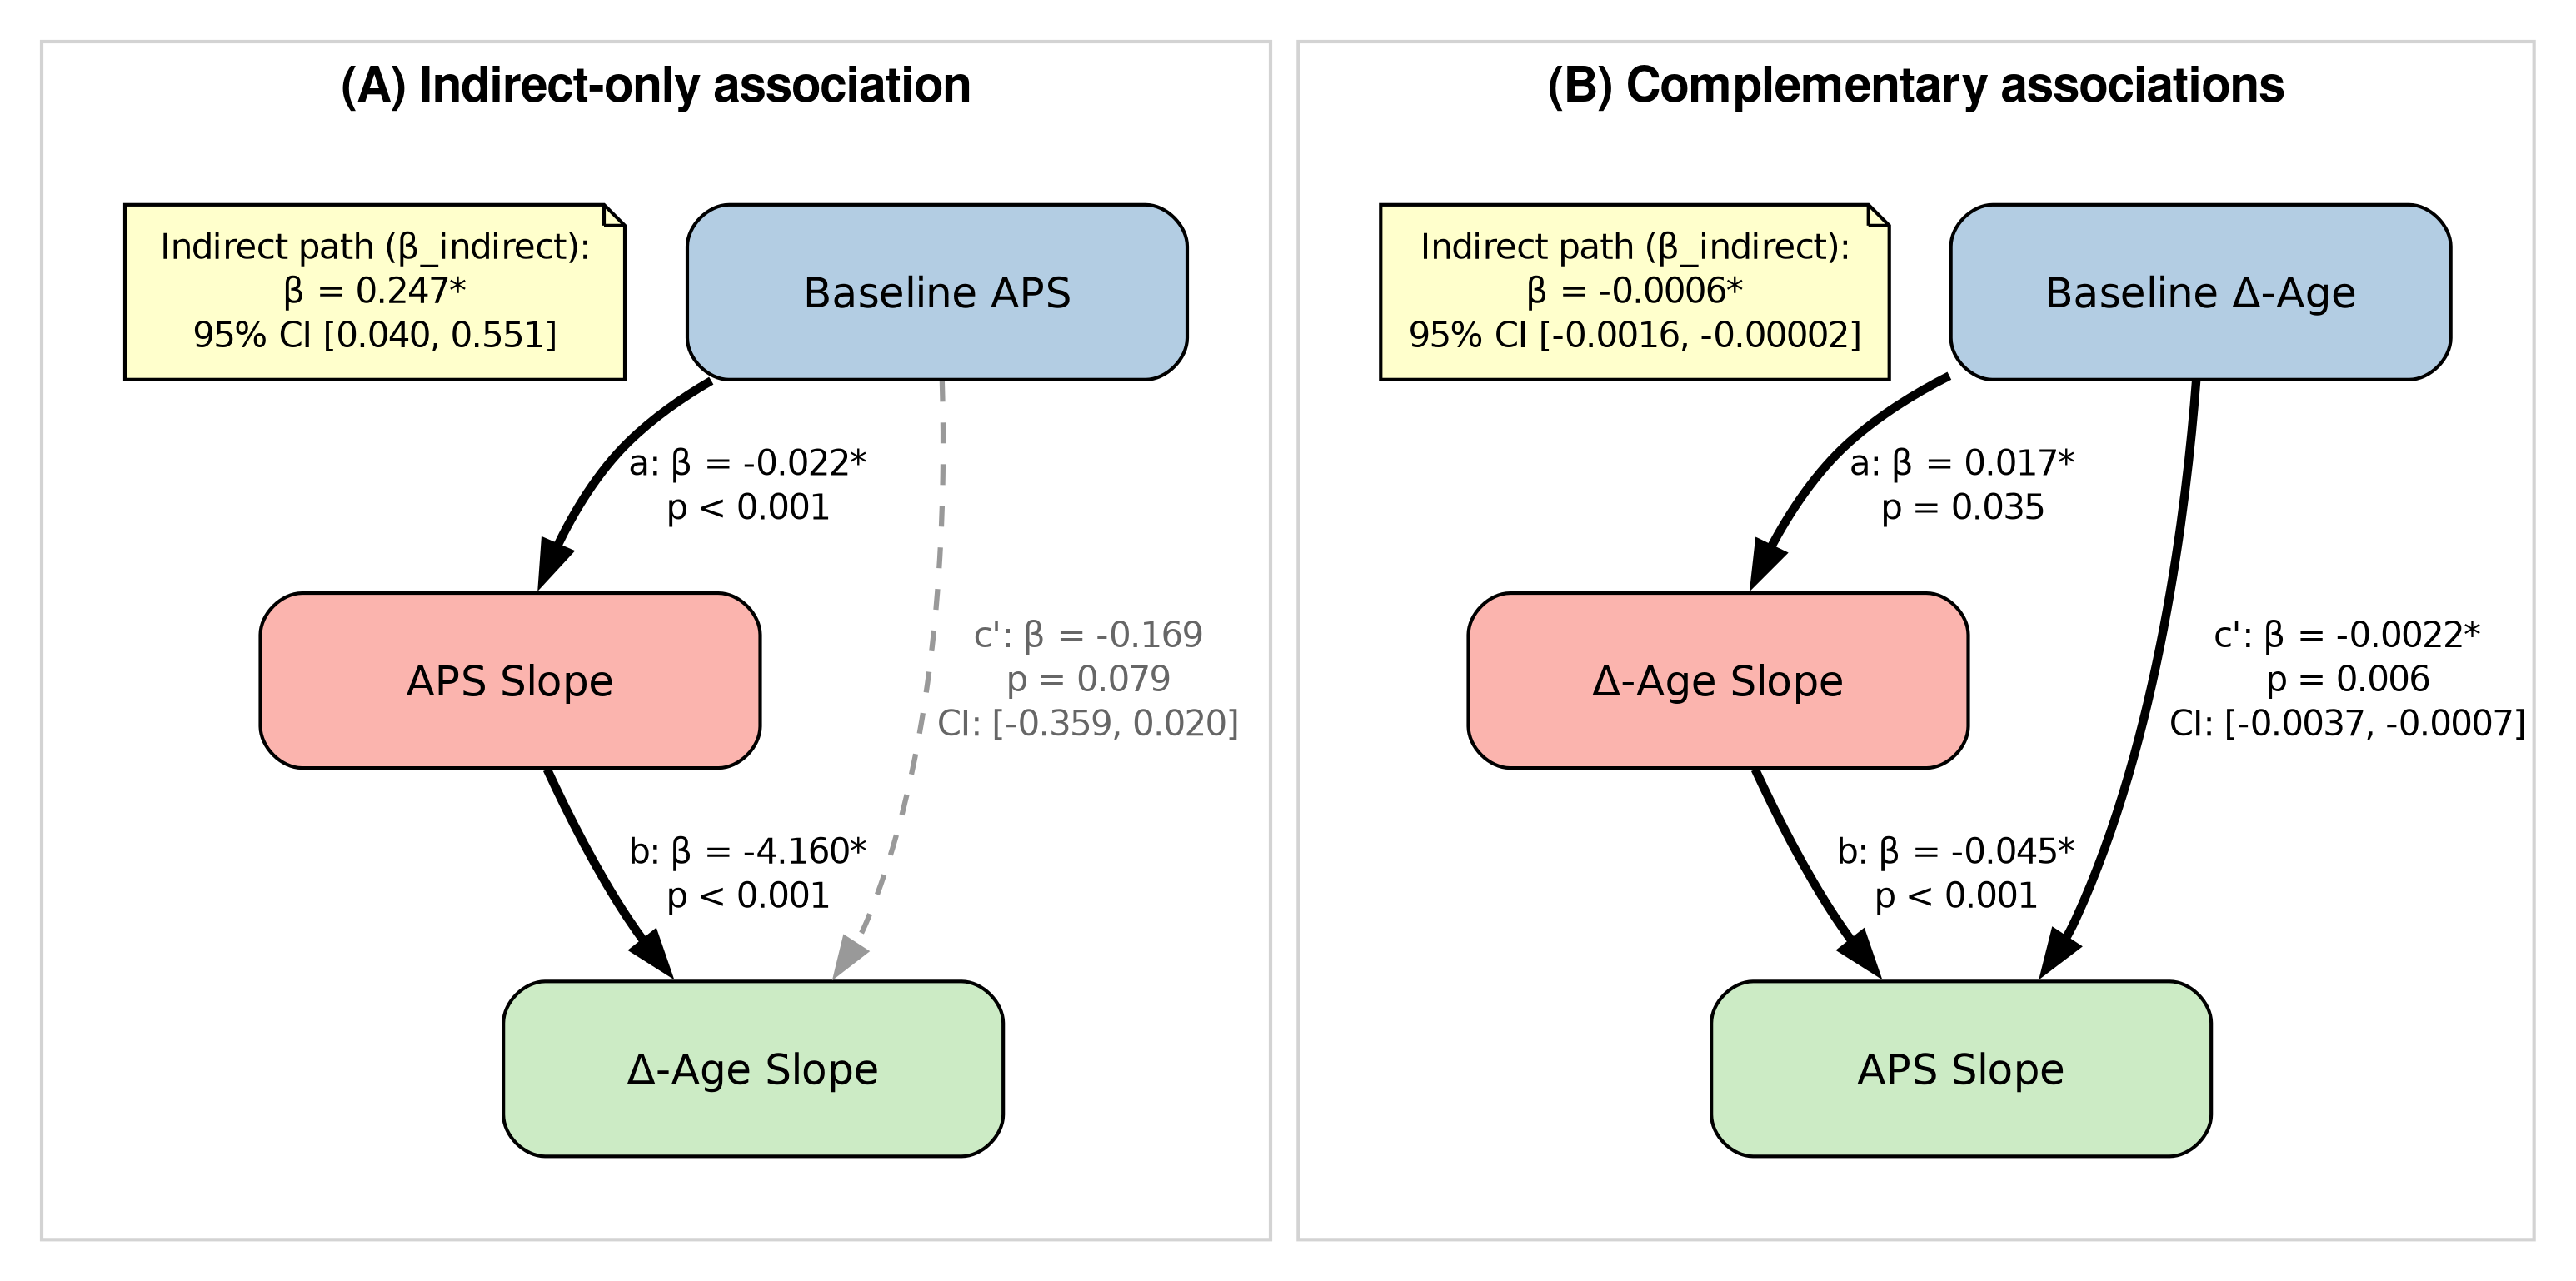 (A) Indirect-only association
Indirect path (β_indirect):
β = 0.247*
95% CI [0.040, 0.551]
Baseline APS
a: β = -0.022*
p < 0.001
c': β = -0.169
p = 0.079
CI: [-0.359, 0.020]
APS Slope
b: β = -4.160*
p < 0.001
Δ-Age Slope
(B) Complementary associations
Indirect path (β_indirect):
β = -0.0006*
95% CI [-0.0016, -0.00002]
Baseline Δ-Age
a: β = 0.017*
p = 0.035
c': β = -0.0022*
p = 0.006
CI: [-0.0037, -0.0007]
Δ-Age Slope
b: β = -0.045*
p < 0.001
APS Slope